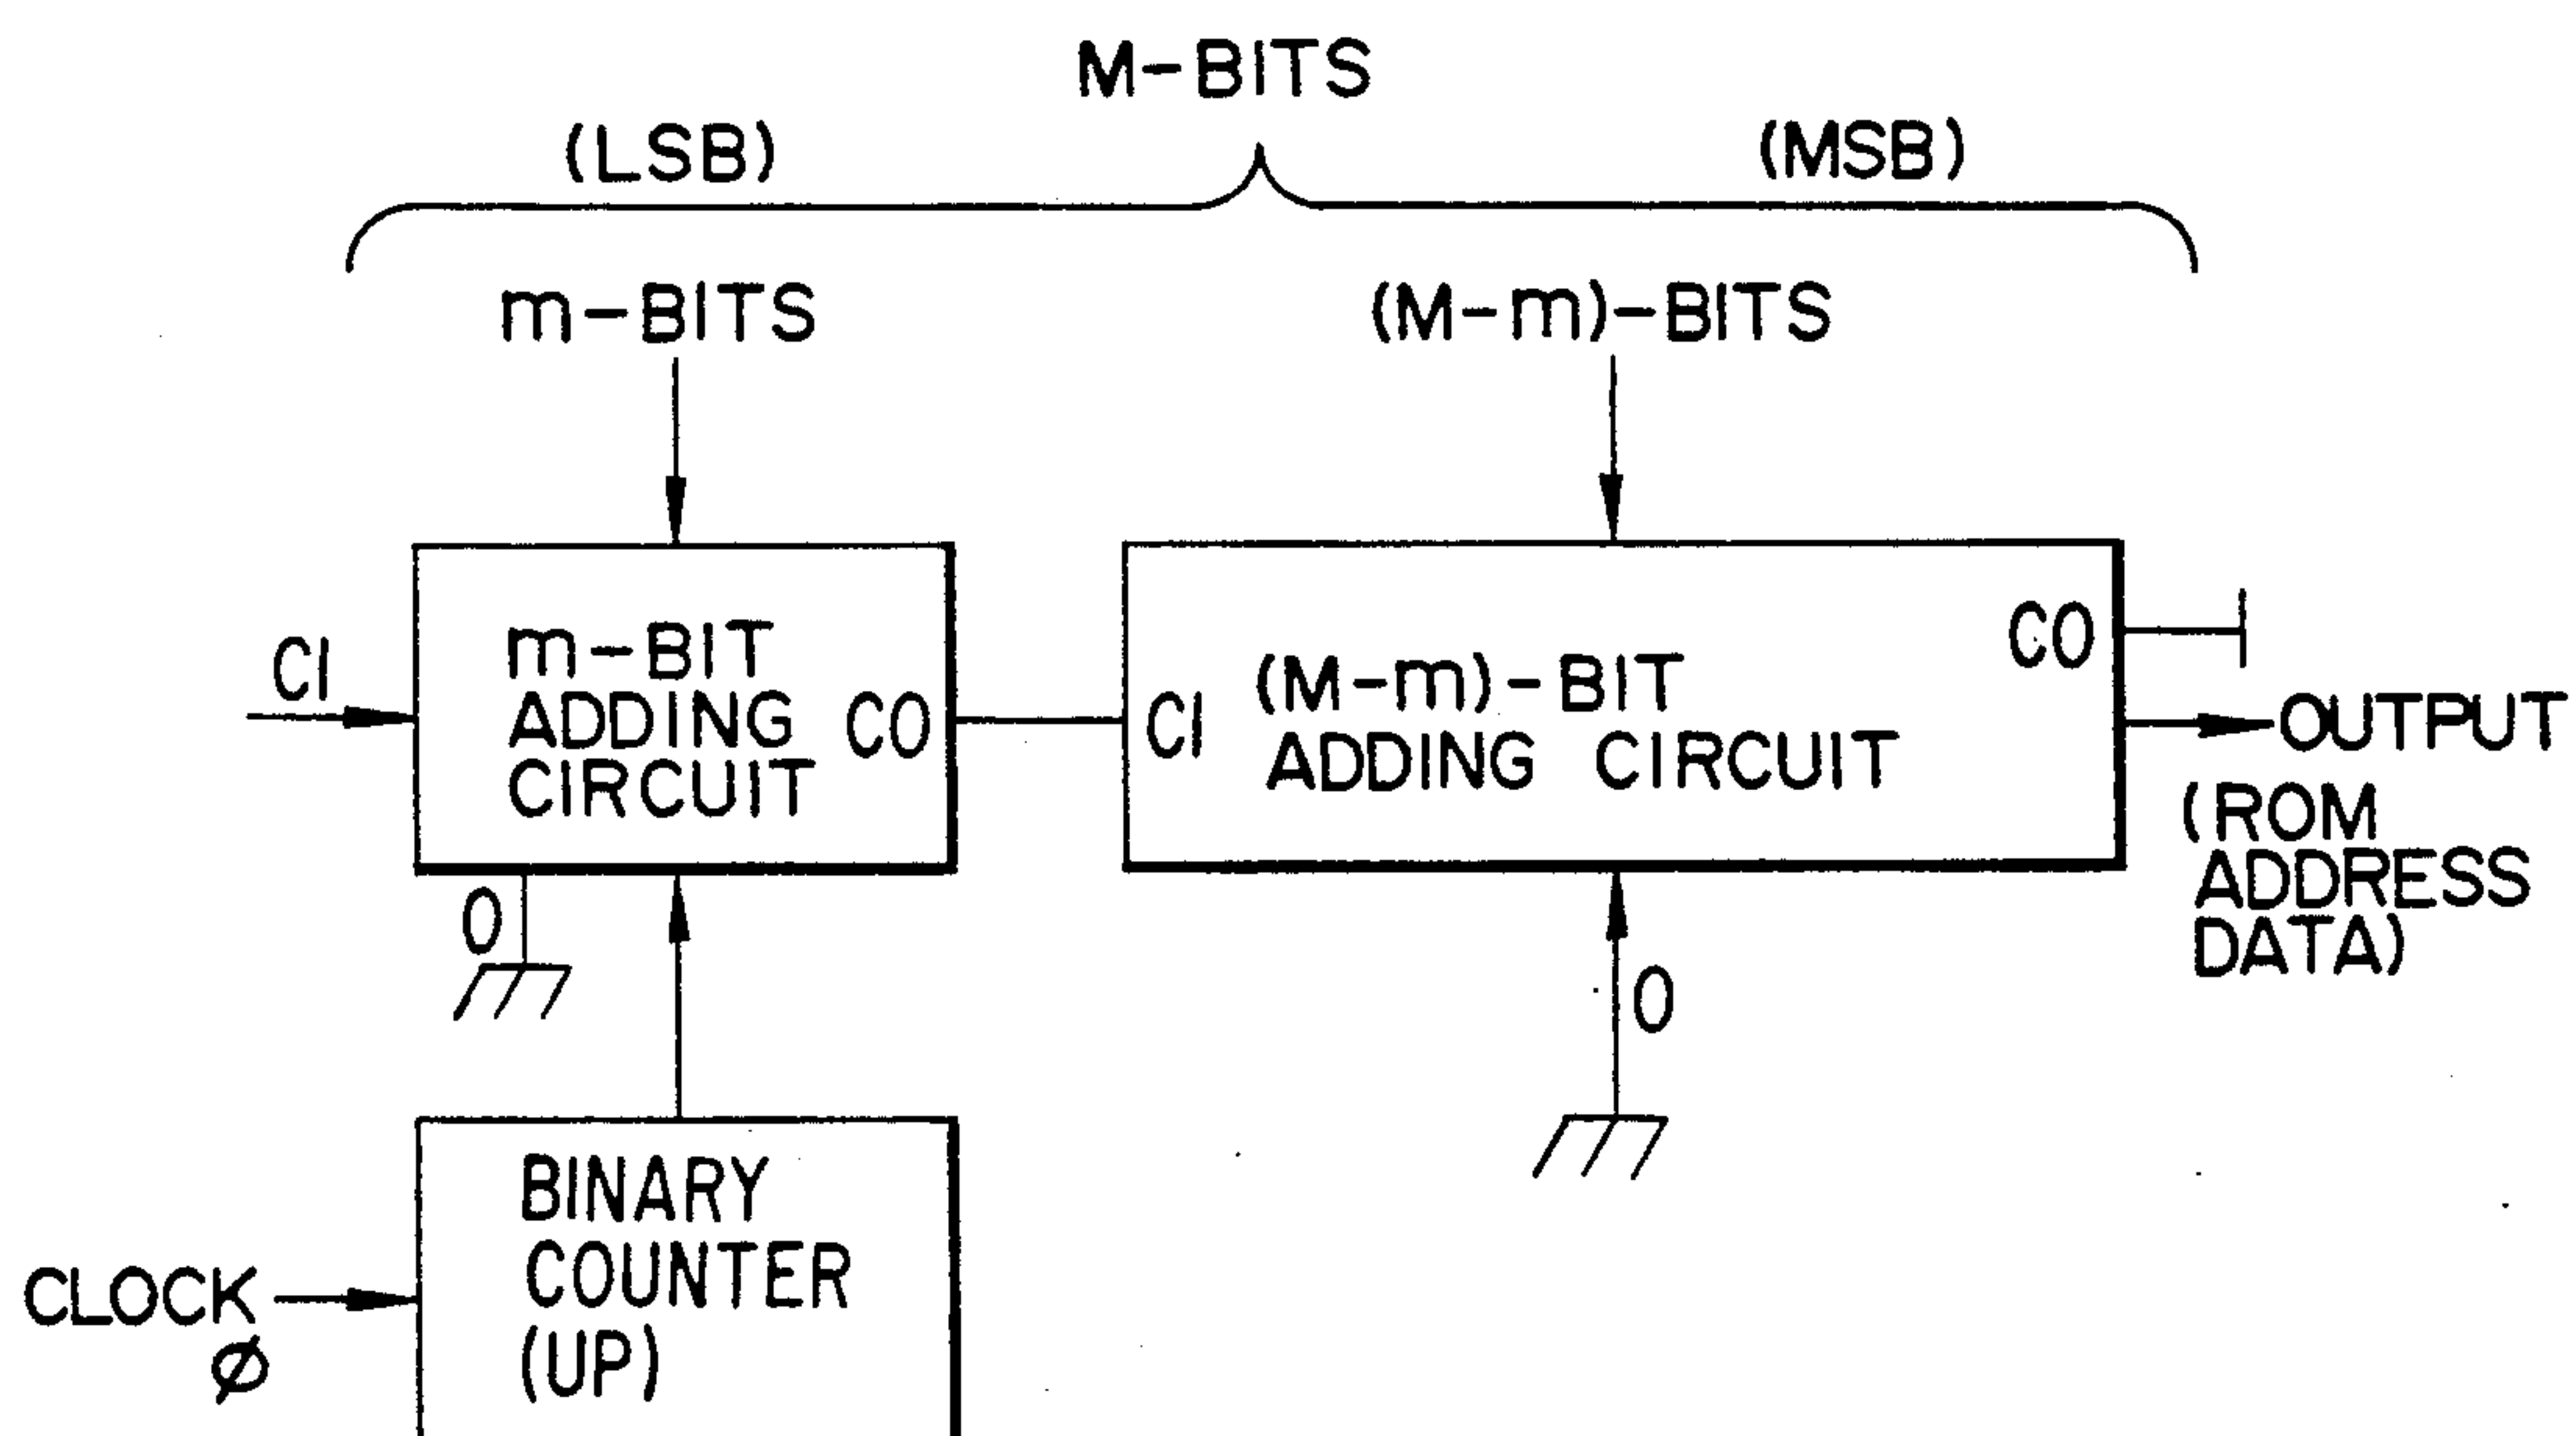 M-BITS
(LSB)
(MSB)
m-BITS
(M-m)-BITS
CI
m-BIT
ADDING
CIRCUIT
CO
CI
(M-m)-BIT
ADDING CIRCUIT
CO
OUTPUT
(ROM
ADDRESS
DATA)
0
0
BINARY
COUNTER
(UP)
CLOCK
ϕ